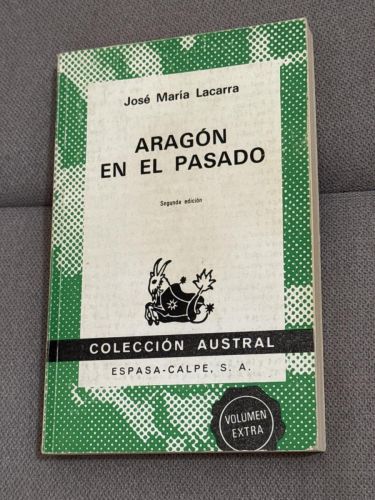 José María Lacarra
ARAGÓN
EN EL PASADO
Segunda edición
COLECCIÓN AUSTRAL
ESPASA-CALPE, S. A.
VOLUMEN
EXTRA